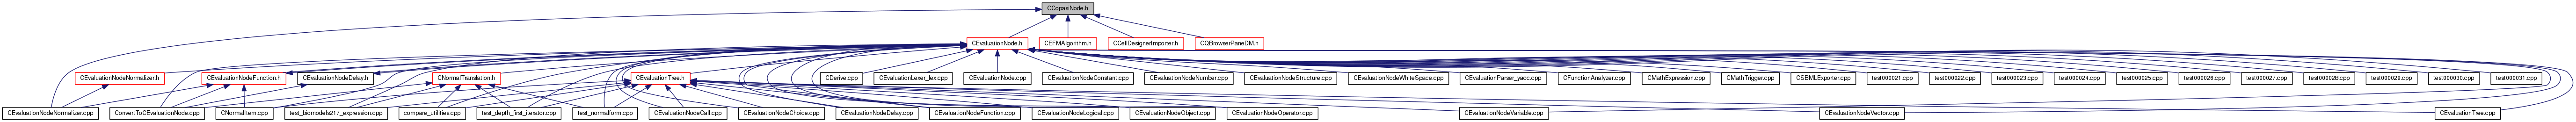 CCopasiNode.h
CEvaluationNode.h
CEFMAlgorithm.h
CCellDesignerImporter.h
CQBrowserPaneDM.h
CEvaluationNodeNormalizer.h
CEvaluationNodeFunction.h
CEvaluationNodeDelay.h
CNormalTranslation.h
CEvaluationTree.h
CDerive.cpp
CEvaluationLexer_lex.cpp
CEvaluationNode.cpp
CEvaluationNodeConstant.cpp
CEvaluationNodeNumber.cpp
CEvaluationNodeStructure.cpp
CEvaluationNodeWhiteSpace.cpp
CEvaluationParser_yacc.cpp
CFunctionAnalyzer.cpp
CMathExpression.cpp
CMathTrigger.cpp
CSBMLExporter.cpp
test000021.cpp
test000022.cpp
test000023.cpp
test000024.cpp
test000025.cpp
test000026.cpp
test000027.cpp
test000028.cpp
test000029.cpp
test000030.cpp
test000031.cpp
CEvaluationNodeNormalizer.cpp
ConvertToCEvaluationNode.cpp
CNormalItem.cpp
test_biomodels217_expression.cpp
compare_utilities.cpp
test_depth_first_iterator.cpp
test_normalform.cpp
CEvaluationNodeCall.cpp
CEvaluationNodeChoice.cpp
CEvaluationNodeDelay.cpp
CEvaluationNodeFunction.cpp
CEvaluationNodeLogical.cpp
CEvaluationNodeObject.cpp
CEvaluationNodeOperator.cpp
CEvaluationNodeVariable.cpp
CEvaluationNodeVector.cpp
CEvaluationTree.cpp